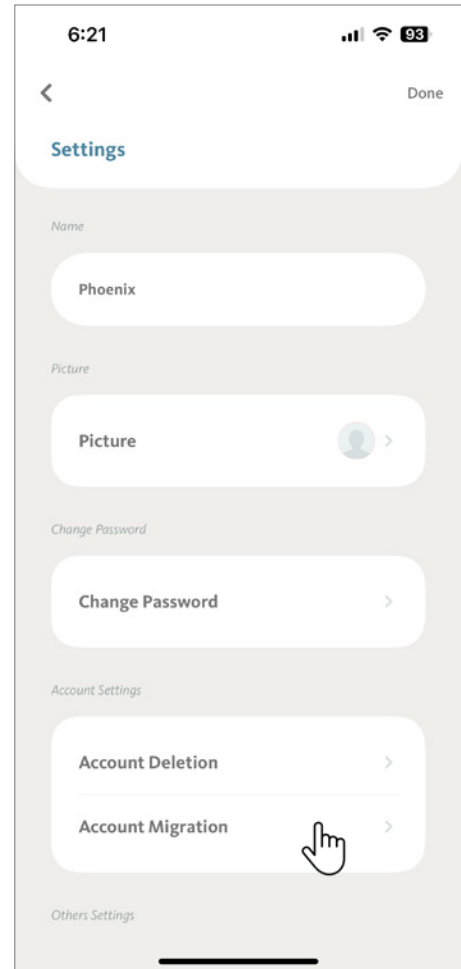 6:21
93
Done
Settings
Name
Phoenix
Picture
Picture
Change Password
Change Password
Account Settings
Account Deletion
Account Migration
Others Settings